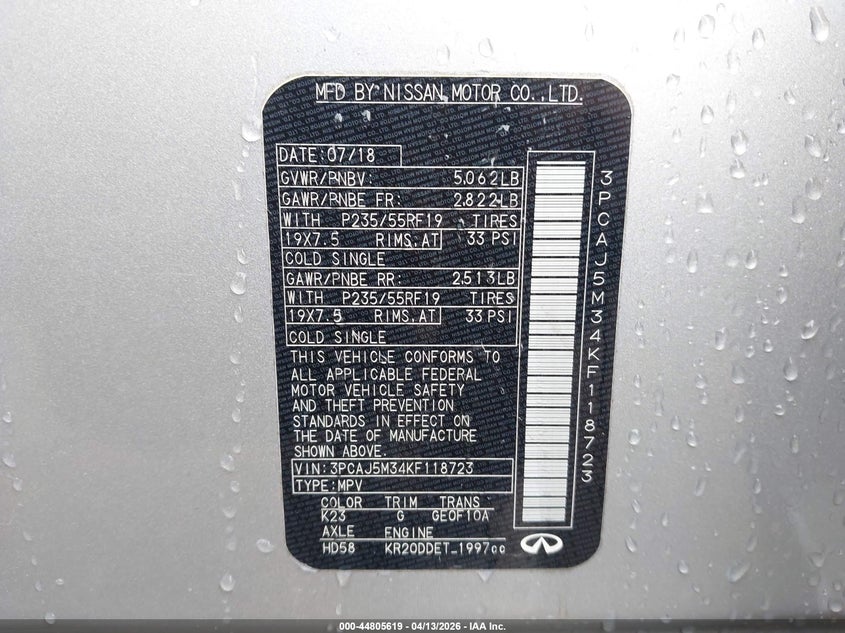 MFD BY NISSAN MOTOR CO.,LTD.
DATE:07/18
GVWR/PNBV: 5,062LB
GAWR/PNBE FR: 2,822LB
WITH P235/55RF19 TIRES
19X7.5 RIMS,AT 33 PSI
COLD SINGLE
GAWR/PNBE RR: 2,513LB
WITH P235/55RF19 TIRES
19X7.5 RIMS,AT 33 PSI
COLD SINGLE
THIS VEHICLE CONFORMS TO
ALL APPLICABLE FEDERAL
MOTOR VEHICLE SAFETY
AND THEFT PREVENTION
STANDARDS IN EFFECT ON
THE DATE OF MANUFACTURE
SHOWN ABOVE.
VIN:3PCAJ5M34KF118723
TYPE:MPV
COLOR TRIM TRANS
K23 G GE0F10A
AXLE ENGINE
HD58 KR20DDET_1997cc
3PCAJ5M34KF118723
000-44805619 - 04/13/2026 - IAA Inc.